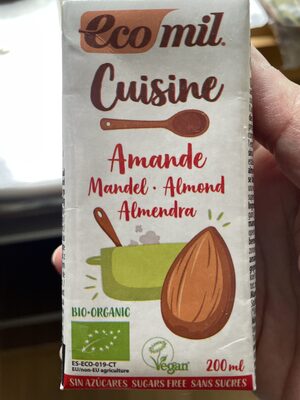 ecomil.
Cuisine
Amande
Mandel · Almond
Almendra
BIO·ORGANIC
Vegan
ES-ECO-019-CT
EU/non-EU agriculture
200 ml
SIN AZÚCARES SUGARS FREE SANS SUCRES